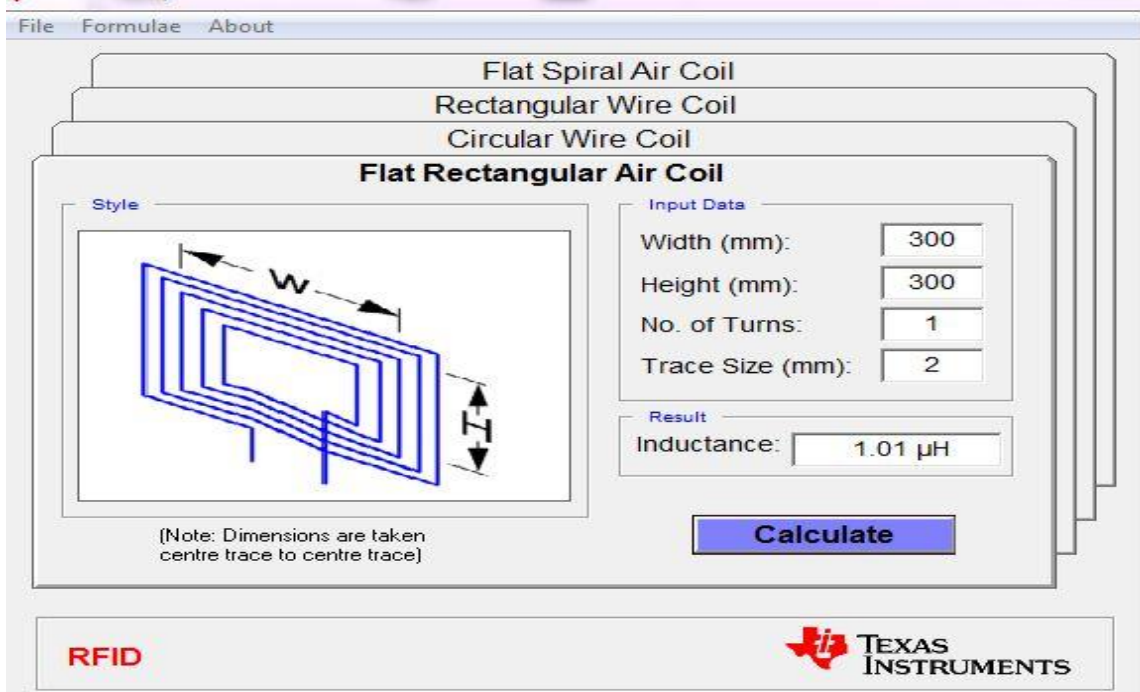 File Formulae About
Flat Spiral Air Coil
Rectangular Wire Coil
Circular Wire Coil
Flat Rectangular Air Coil
Style
W
H
(Note: Dimensions are taken
centre trace to centre trace)
Input Data
Width (mm): 300
Height (mm): 300
No. of Turns: 1
Trace Size (mm): 2
Result
Inductance: 1.01 µH
Calculate
RFID
TEXAS
INSTRUMENTS